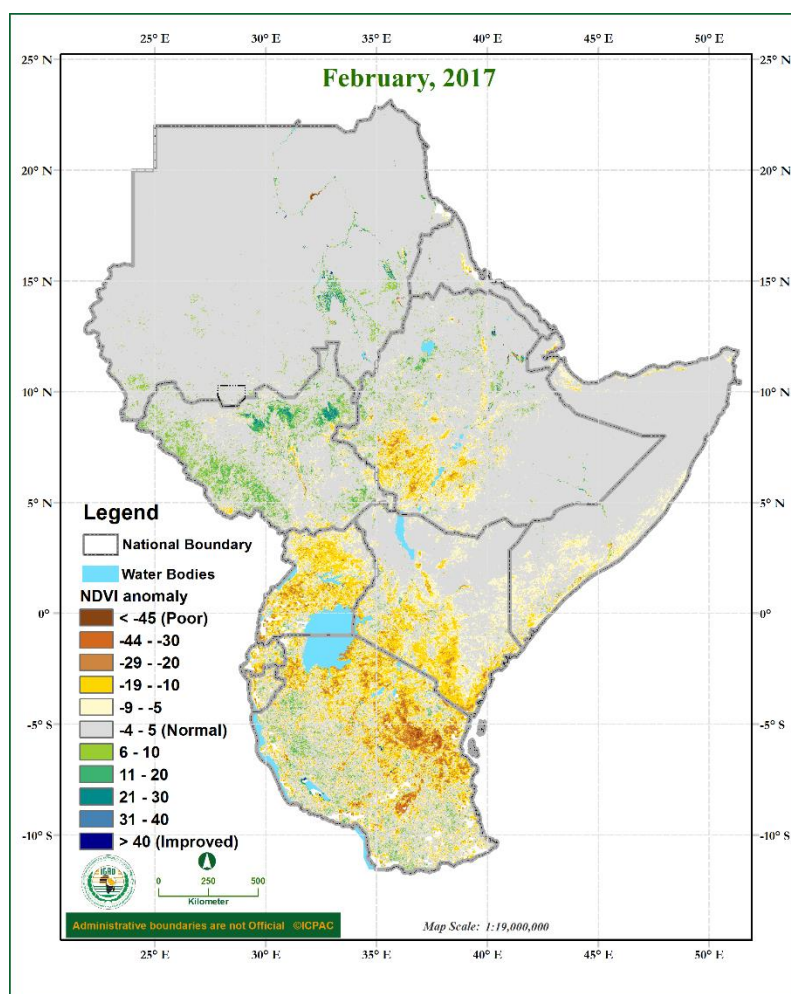 25° E 30° E 35° E 40° E 45° E 50° E
February, 2017
25° N 25° N
20° N 20° N
15° N 15° N
10° N 10° N
5° N 5° N
0° 0°
-5° S -5° S
-10° S -10° S
Legend
National Boundary
Water Bodies
NDVI anomaly
< -45 (Poor)
-44 - -30
-29 - -20
-19 - -10
-9 - -5
-4 - 5 (Normal)
6 - 10
11 - 20
21 - 30
31 - 40
> 40 (Improved)
IGAD
0 250 500
Kilometer
Administrative boundaries are not Official ©ICPAC
Map Scale: 1:19,000,000
25° E 30° E 35° E 40° E 45° E 50° E